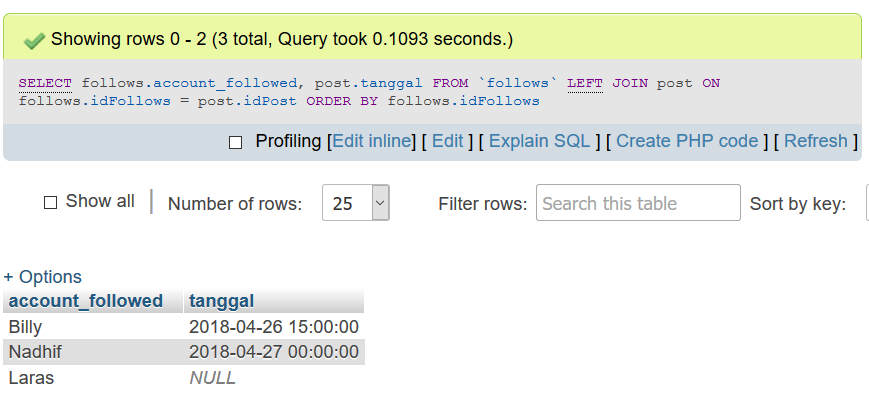 Showing rows 0 - 2 (3 total, Query took 0.1093 seconds.)
SELECT follows.account_followed, post.tanggal FROM `follows` LEFT JOIN post ON
follows.idFollows = post.idPost ORDER BY follows.idFollows
Profiling [Edit inline] [ Edit ] [ Explain SQL ] [ Create PHP code ] [ Refresh ]
Show all | Number of rows: 25 Filter rows: Search this table Sort by key:
+ Options
account_followed tanggal
Billy 2018-04-26 15:00:00
Nadhif 2018-04-27 00:00:00
Laras NULL